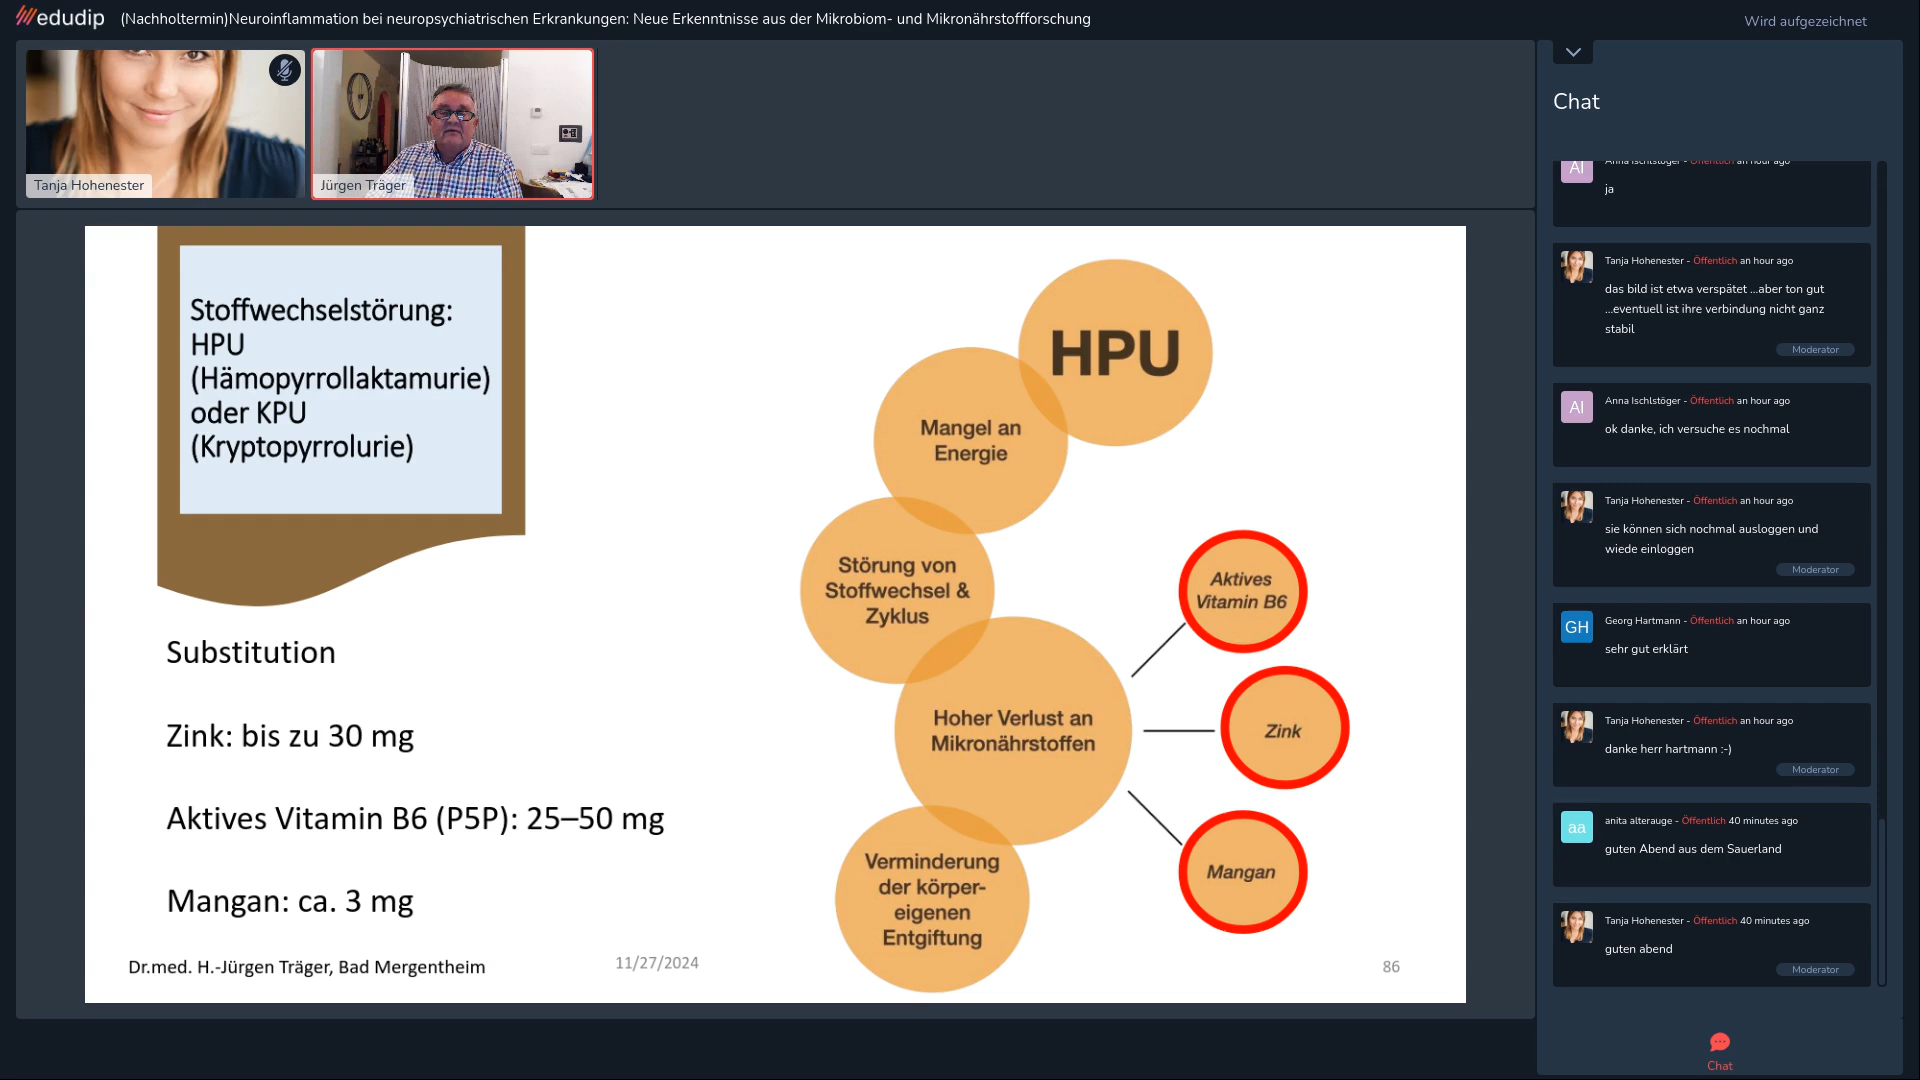 edudip
(Nachholtermin)Neuroinflammation bei neuropsychiatrischen Erkrankungen: Neue Erkenntnisse aus der Mikrobiom- und Mikronährstoffforschung
Wird aufgezeichnet
Tanja Hohenester
Jürgen Träger
Stoffwechselstörung:
HPU
(Hämopyrrollaktamurie)
oder KPU
(Kryptopyrrolurie)
Substitution
Zink: bis zu 30 mg
Aktives Vitamin B6 (P5P): 25–50 mg
Mangan: ca. 3 mg
Dr.med. H.-Jürgen Träger, Bad Mergentheim
11/27/2024
86
HPU
Mangel an
Energie
Störung von
Stoffwechsel &
Zyklus
Hoher Verlust an
Mikronährstoffen
Verminderung
der körper-
eigenen
Entgiftung
Aktives
Vitamin B6
Zink
Mangan
Chat
AI
Anna Ischlstöger - Öffentlich an hour ago
ja
Tanja Hohenester - Öffentlich an hour ago
das bild ist etwa verspätet ...aber ton gut
...eventuell ist ihre verbindung nicht ganz
stabil
Moderator
AI
Anna Ischlstöger - Öffentlich an hour ago
ok danke, ich versuche es nochmal
Tanja Hohenester - Öffentlich an hour ago
sie können sich nochmal ausloggen und
wiede einloggen
Moderator
GH
Georg Hartmann - Öffentlich an hour ago
sehr gut erklärt
Tanja Hohenester - Öffentlich an hour ago
danke herr hartmann :-)
Moderator
aa
anita alterauge - Öffentlich 40 minutes ago
guten Abend aus dem Sauerland
Tanja Hohenester - Öffentlich 40 minutes ago
guten abend
Moderator
Chat